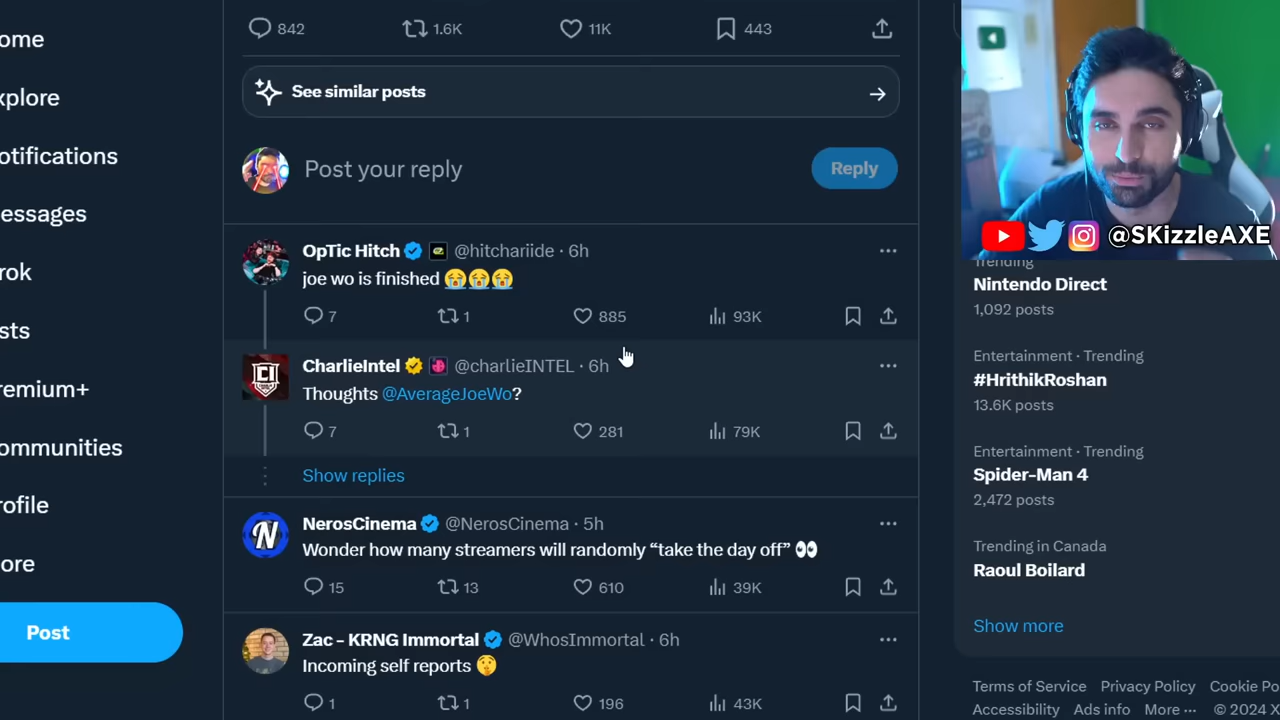 ome
xplore
otifications
essages
rok
sts
remium+
ommunities
rofile
ore
Post
842 1.6K 11K 443
See similar posts
Post your reply
Reply
OpTic Hitch @hitchariide · 6h
joe wo is finished 😭😭😭
7 1 885 93K
CharlieIntel @charlieINTEL · 6h
Thoughts @AverageJoeWo?
7 1 281 79K
Show replies
NerosCinema @NerosCinema · 5h
Wonder how many streamers will randomly “take the day off” 👀
15 13 610 39K
Zac – KRNG Immortal @WhosImmortal · 6h
Incoming self reports 🤫
1 1 196 43K
@SKizzleAXE
Trending
Nintendo Direct
1,092 posts
Entertainment · Trending
#HrithikRoshan
13.6K posts
Entertainment · Trending
Spider-Man 4
2,472 posts
Trending in Canada
Raoul Boilard
Show more
Terms of Service Privacy Policy Cookie Po
Accessibility Ads info More ··· © 2024 X